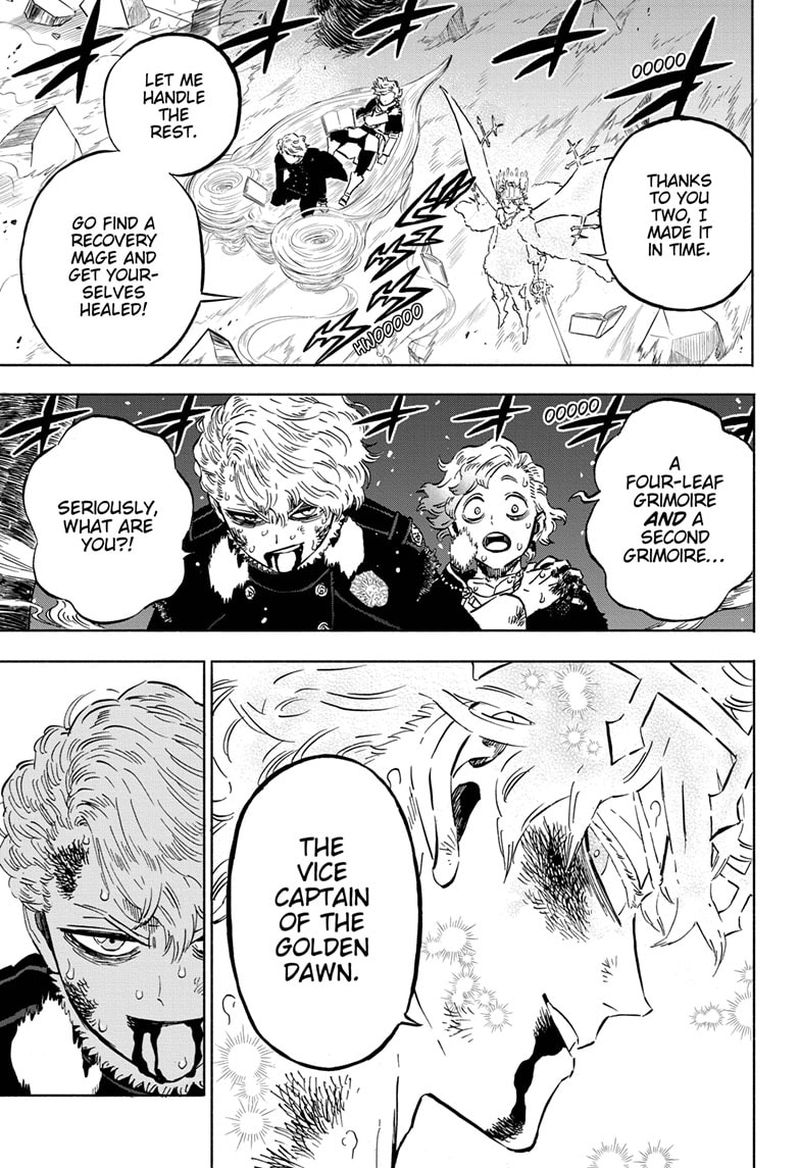 OOOOO
THANKS
TO YOU
TWO, I
MADE IT
IN TIME.
LET ME
HANDLE
THE
REST.
GO FIND A
RECOVERY
MAGE AND
GET YOUR-
SELVES
HEALED!
HWOOOOO
OOOOO
A
FOUR-LEAF
GRIMOIRE
AND A
SECOND
GRIMOIRE...
SERIOUSLY,
WHAT ARE
YOU?!
THE
VICE
CAPTAIN
OF THE
GOLDEN
DAWN.